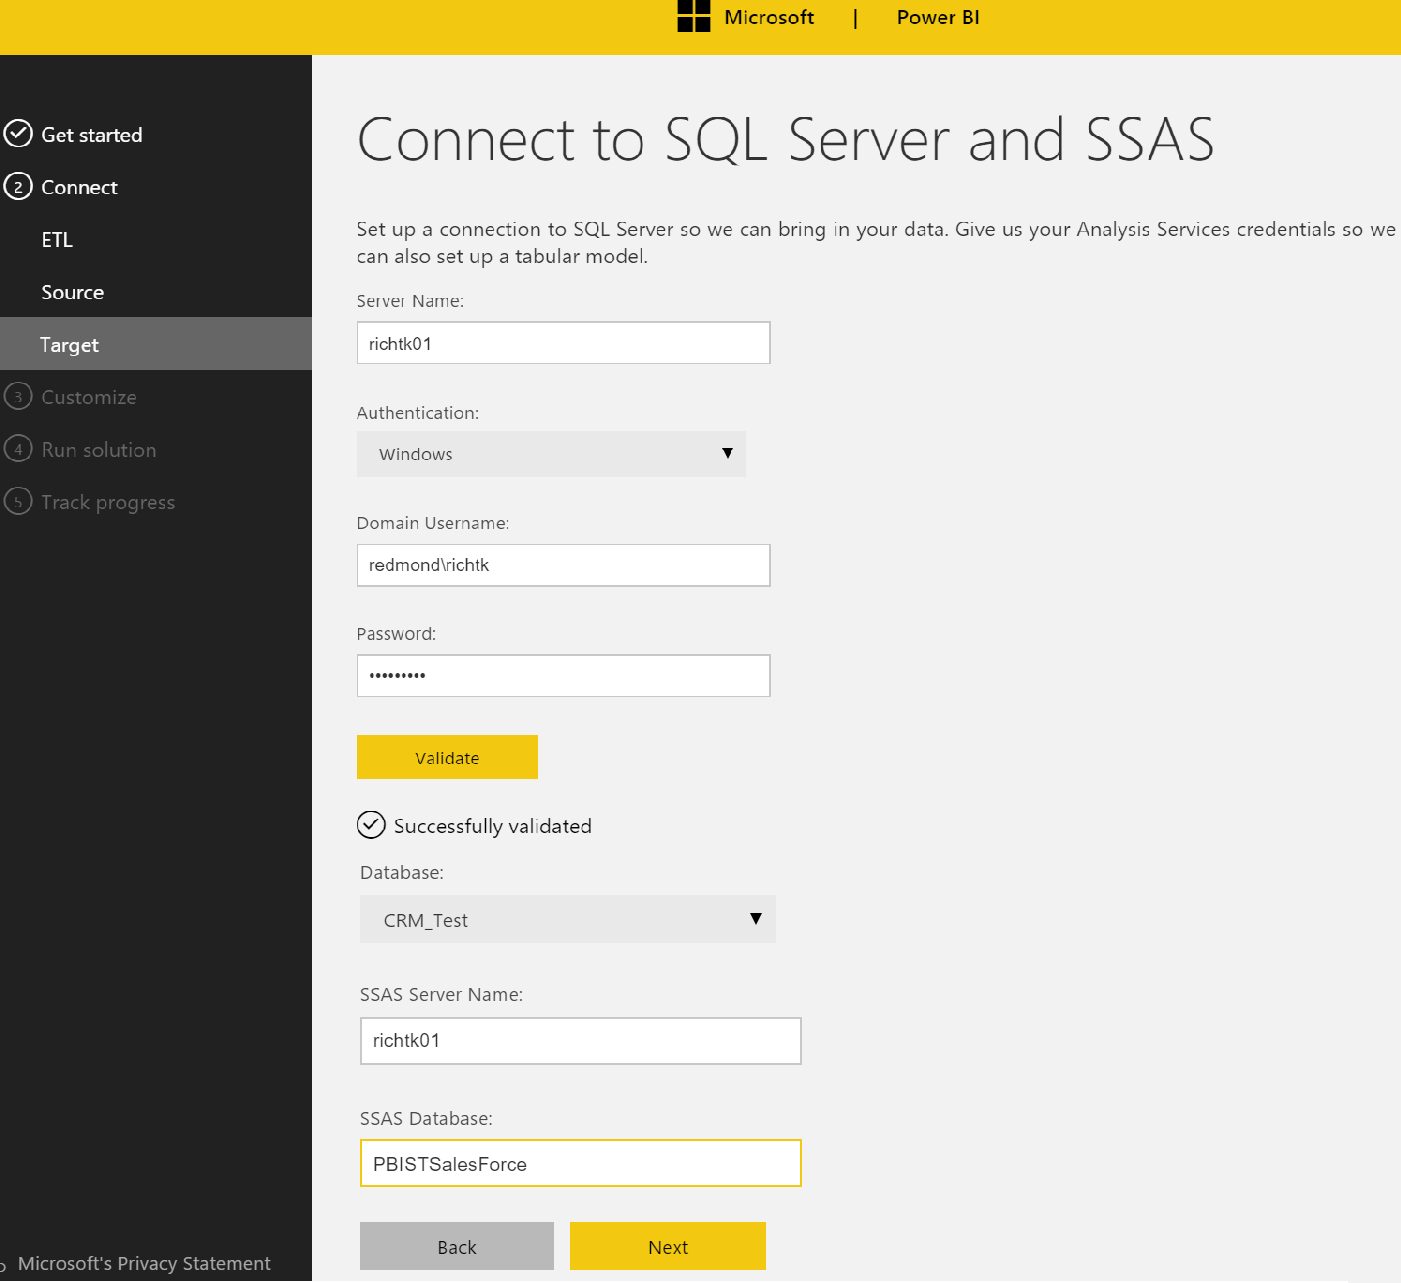 Microsoft | Power BI
Get started
2 Connect
ETL
Source
Target
3 Customize
4 Run solution
5 Track progress
Microsoft's Privacy Statement
Connect to SQL Server and SSAS
Set up a connection to SQL Server so we can bring in your data. Give us your Analysis Services credentials so we
can also set up a tabular model.
Server Name:
richtk01
Authentication:
Windows
Domain Username:
redmond\richtk
Password:
•••••••••
Validate
Successfully validated
Database:
CRM_Test
SSAS Server Name:
richtk01
SSAS Database:
PBISTSalesForce
Back
Next